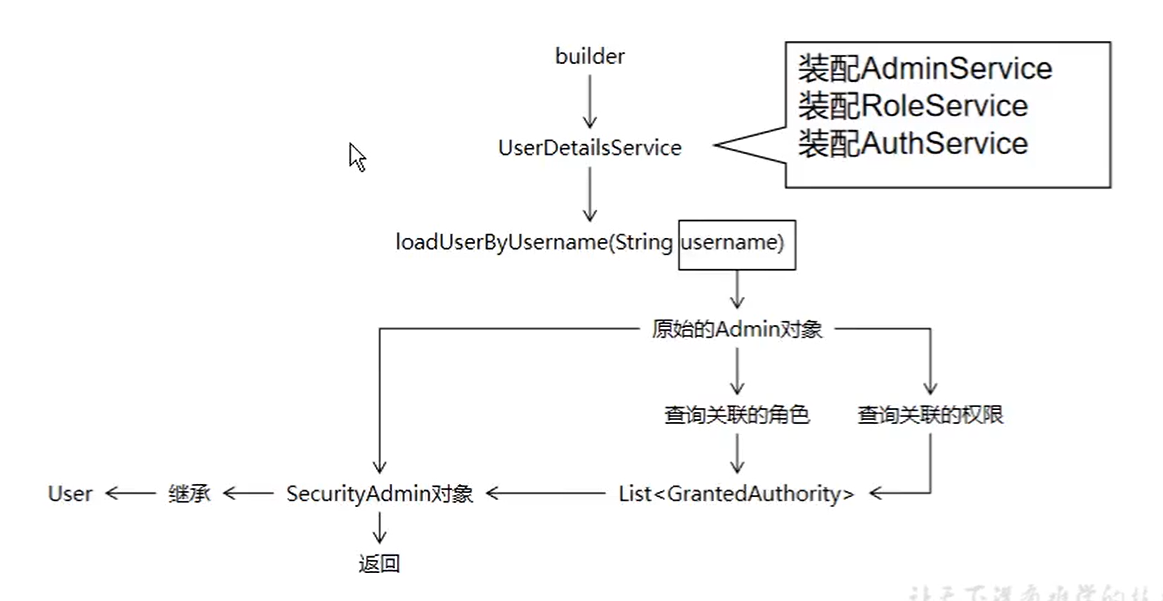 builder
装配AdminService
装配RoleService
装配AuthService
UserDetailsService
loadUserByUsername(String username)
原始的Admin对象
查询关联的角色
查询关联的权限
User
继承
SecurityAdmin对象
List<GrantedAuthority>
返回